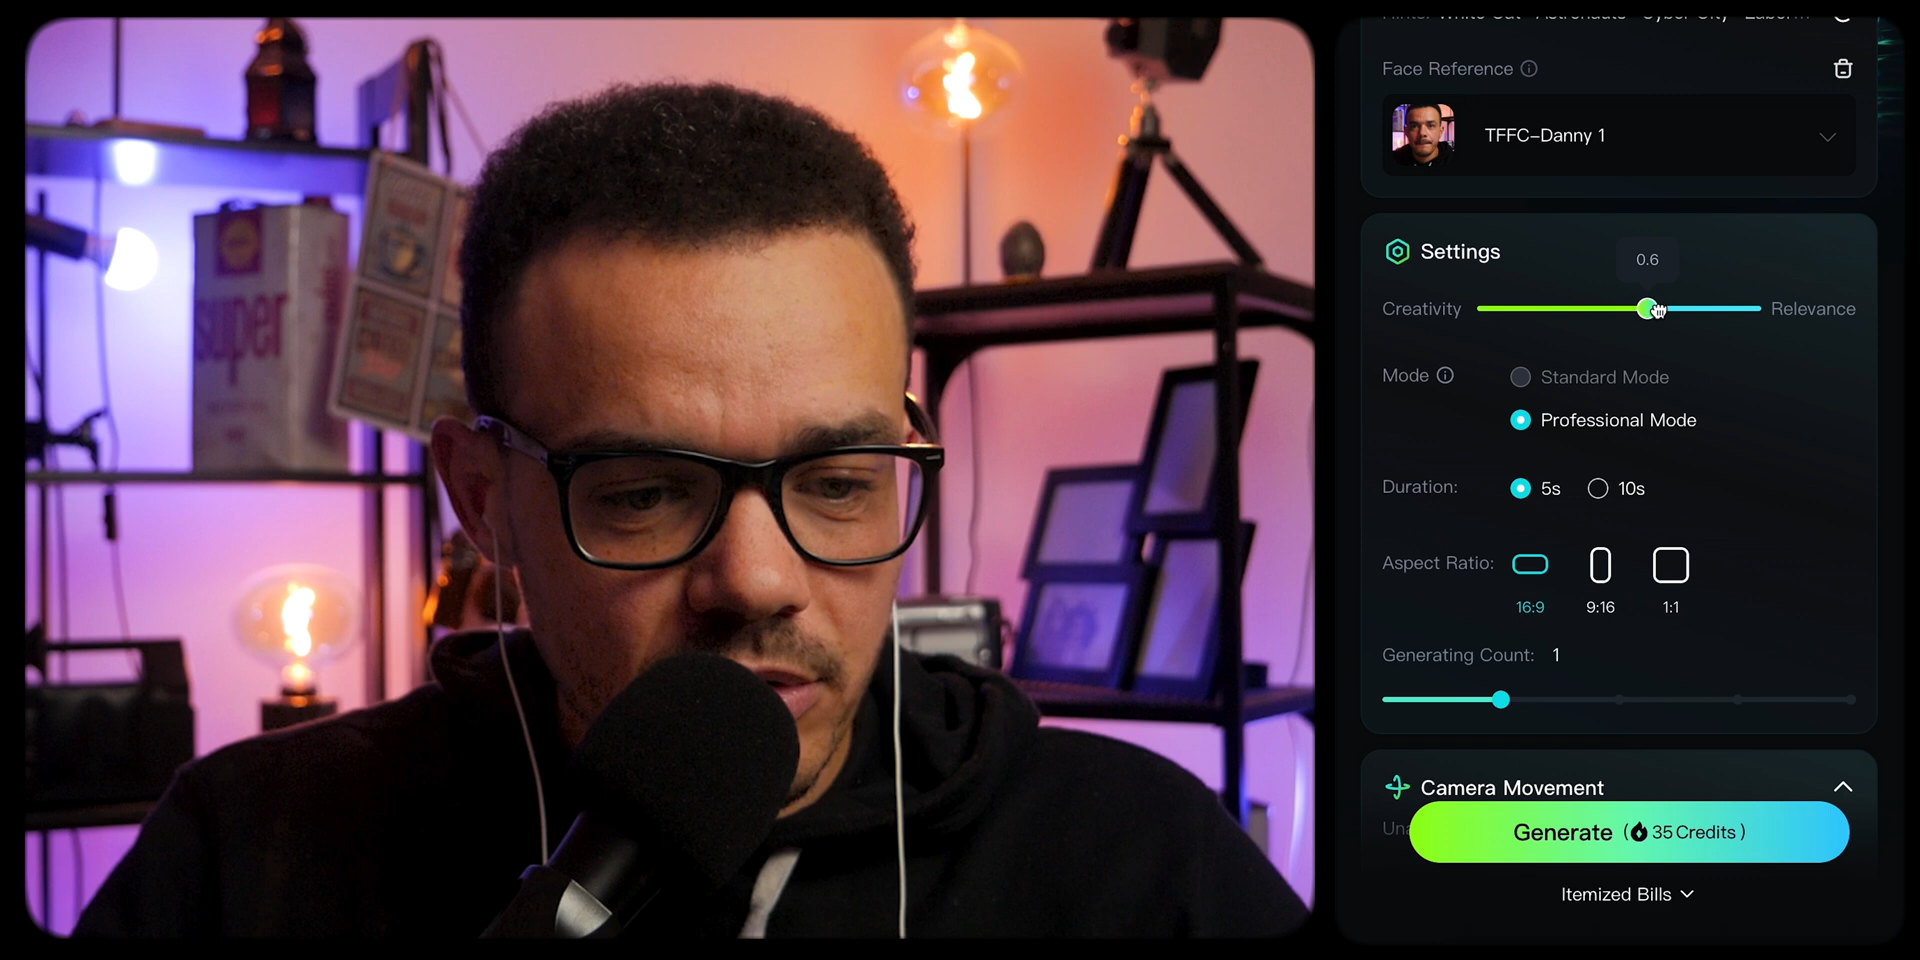 super
Face Reference
TFFC-Danny 1
Settings
0.6
Creativity
Relevance
Mode
Standard Mode
Professional Mode
Duration:
5s
10s
Aspect Ratio:
16:9
9:16
1:1
Generating Count: 1
Camera Movement
Generate ( 35 Credits )
Itemized Bills